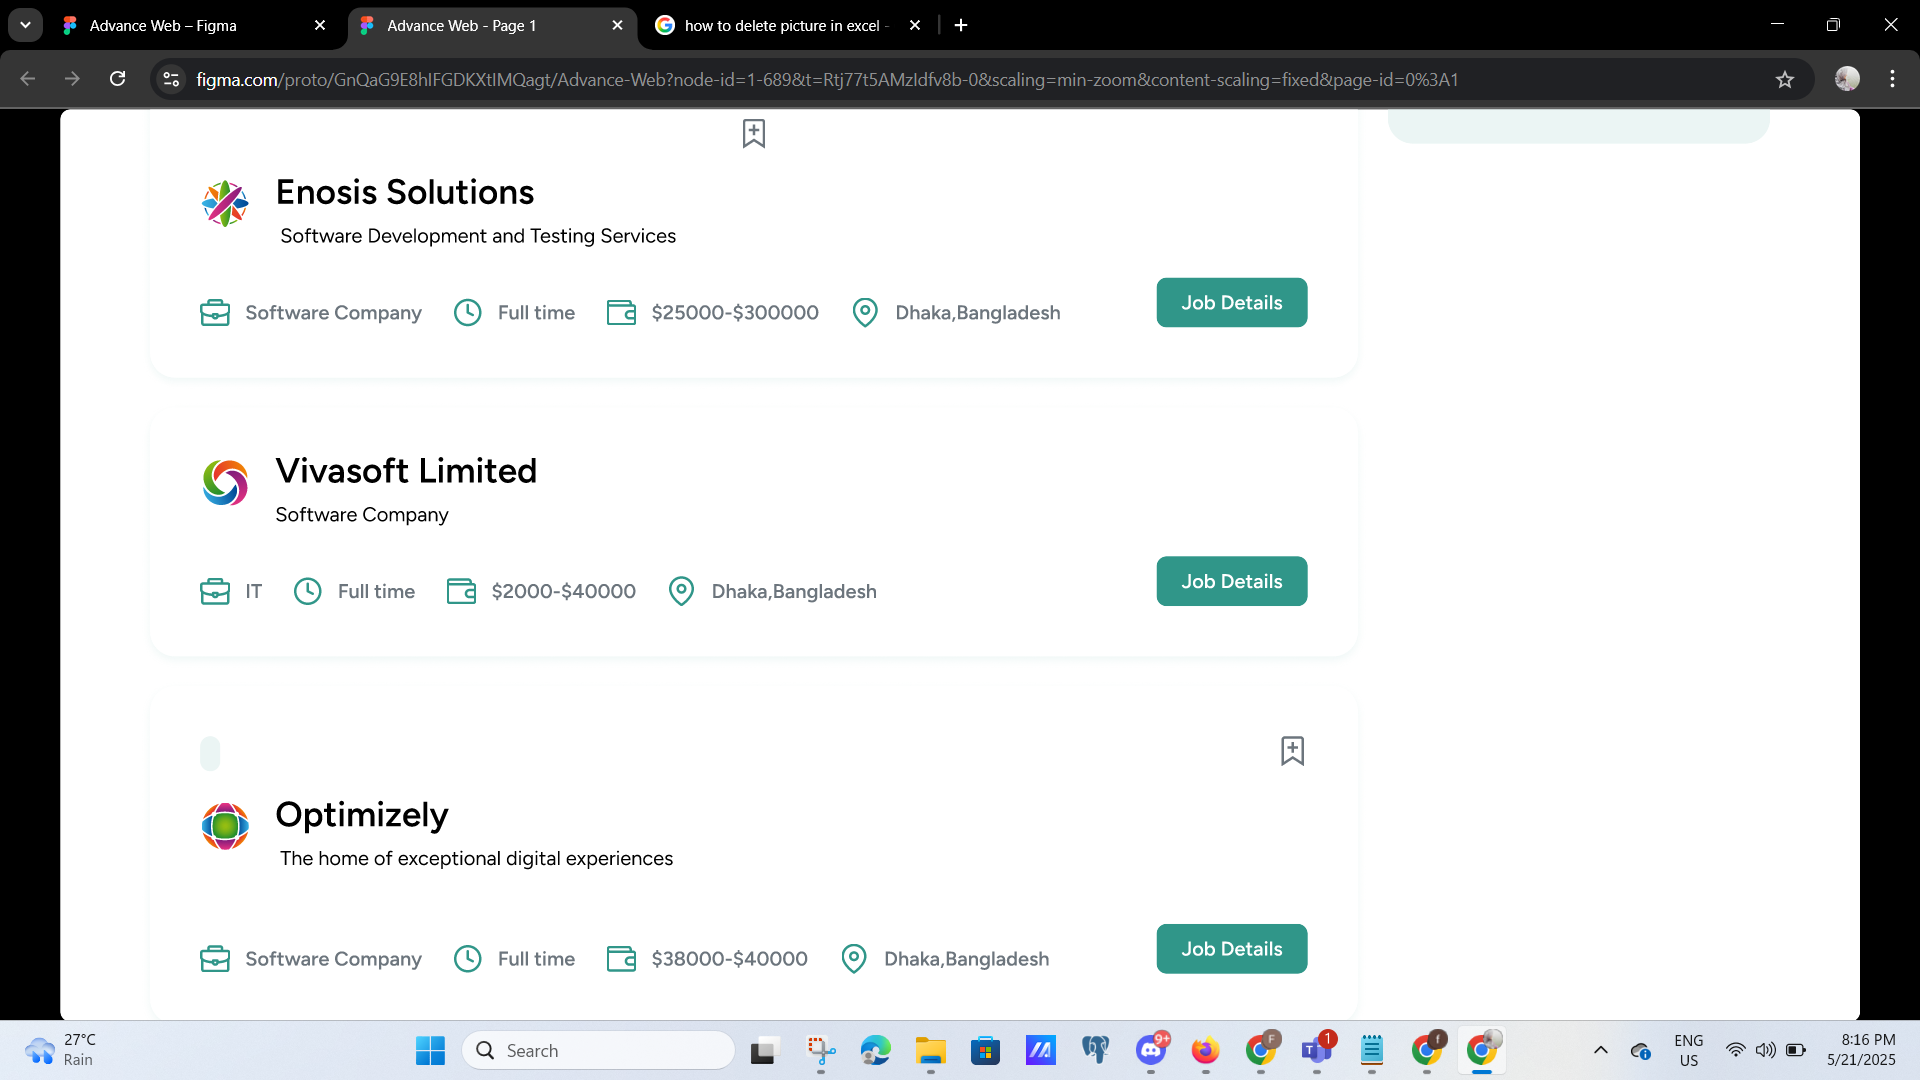 Advance Web – Figma
Advance Web - Page 1
how to delete picture in excel -
figma.com/proto/GnQaG9E8hIFGDKXtIMQagt/Advance-Web?node-id=1-689&t=Rtj77t5AMzIdfv8b-0&scaling=min-zoom&content-scaling=fixed&page-id=0%3A1
Enosis Solutions
Software Development and Testing Services
Software Company Full time $25000-$300000 Dhaka,Bangladesh Job Details
Vivasoft Limited
Software Company
IT Full time $2000-$40000 Dhaka,Bangladesh Job Details
Optimizely
The home of exceptional digital experiences
Software Company Full time $38000-$40000 Dhaka,Bangladesh Job Details
27°C
Rain
Search
9+
F
1
f
ENG
US
8:16 PM
5/21/2025